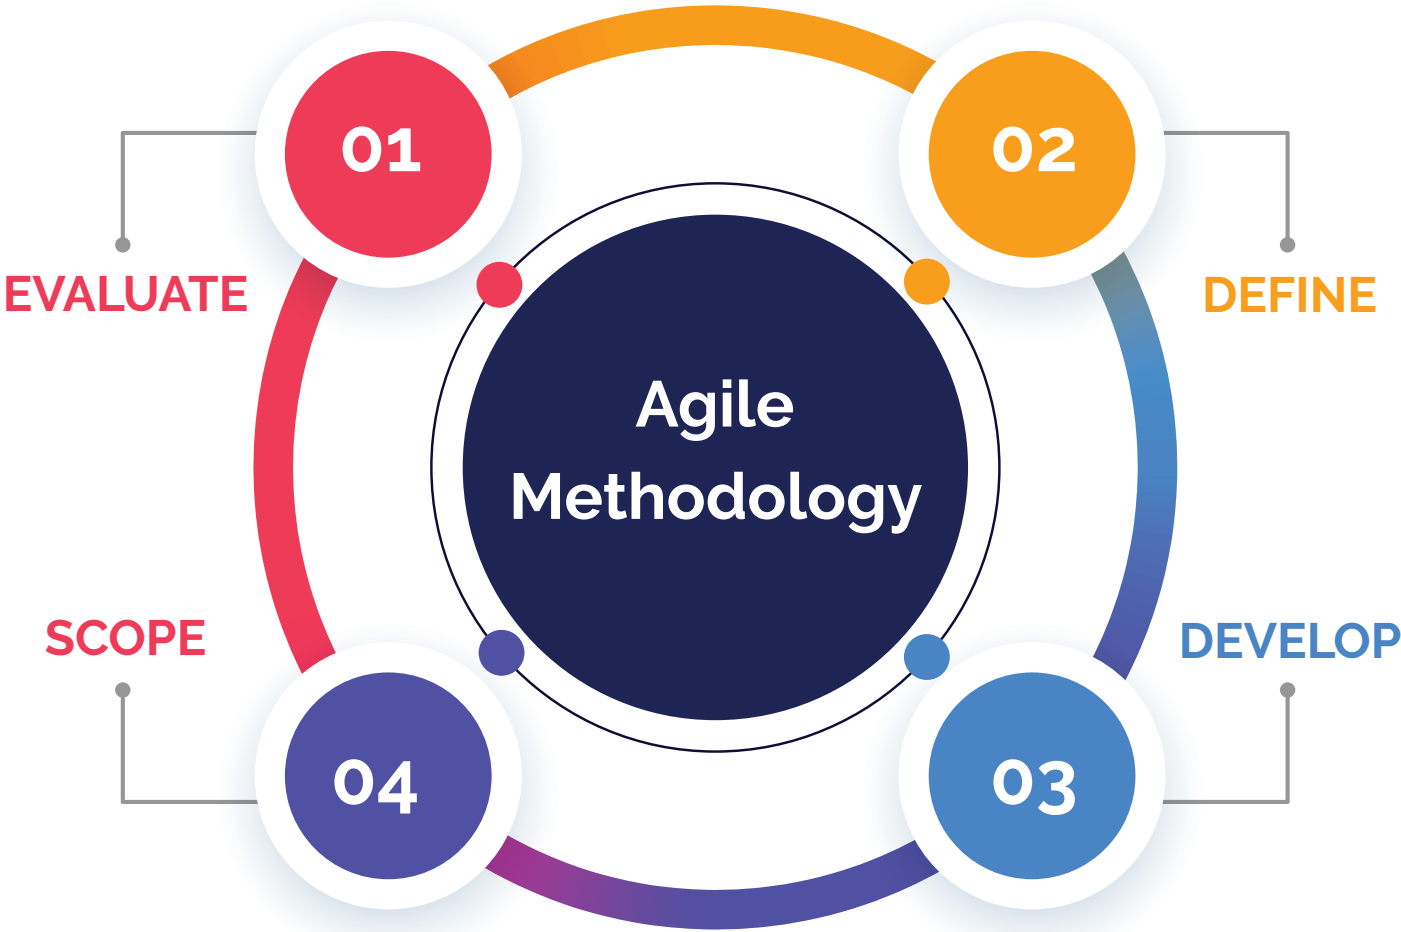 01
EVALUATE
02
DEFINE
Agile
Methodology
03
DEVELOP
04
SCOPE